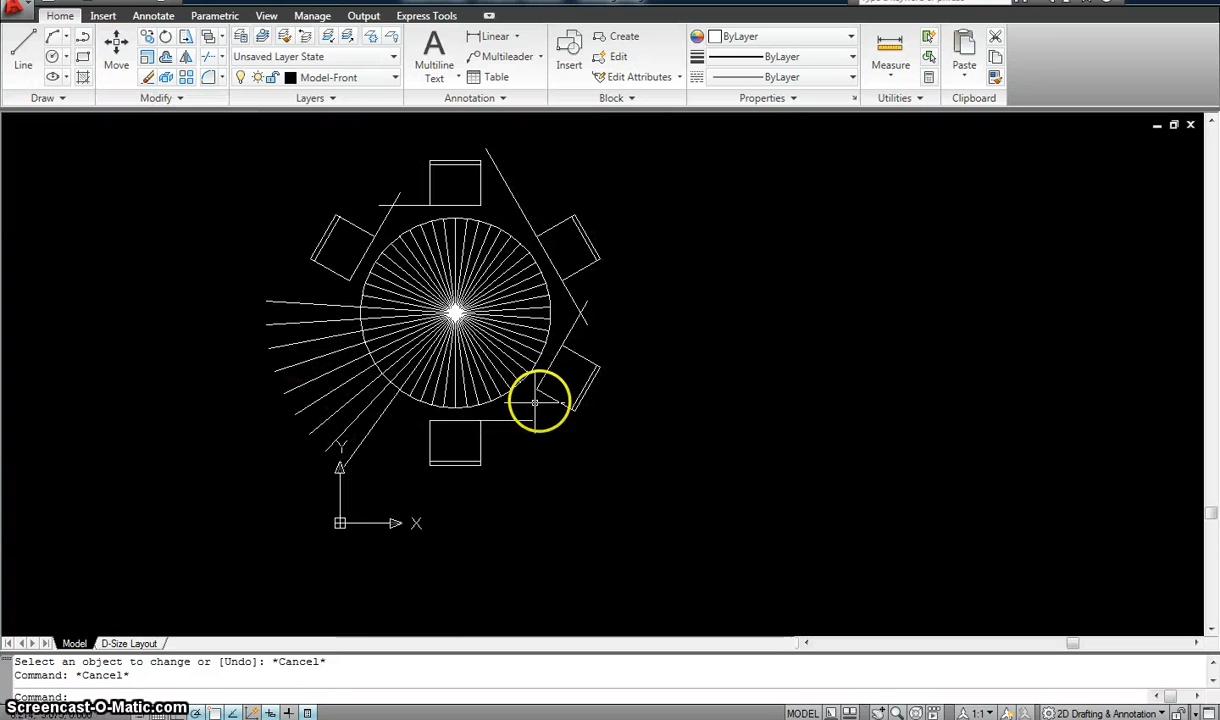 Home Insert Annotate Parametric View Manage Output Express Tools
Line Move Unsaved Layer State Model-Front Multiline Text Linear Multileader Table Insert Create Edit Edit Attributes ByLayer ByLayer ByLayer Measure Paste
Draw Modify Layers Annotation Block Properties Utilities Clipboard
Y
X
Model D-Size Layout
Select an object to change or [Undo]: *Cancel*
Command: *Cancel*
Command:
Screencast-O-Matic.com MODEL 1:1 2D Drafting & Annotation